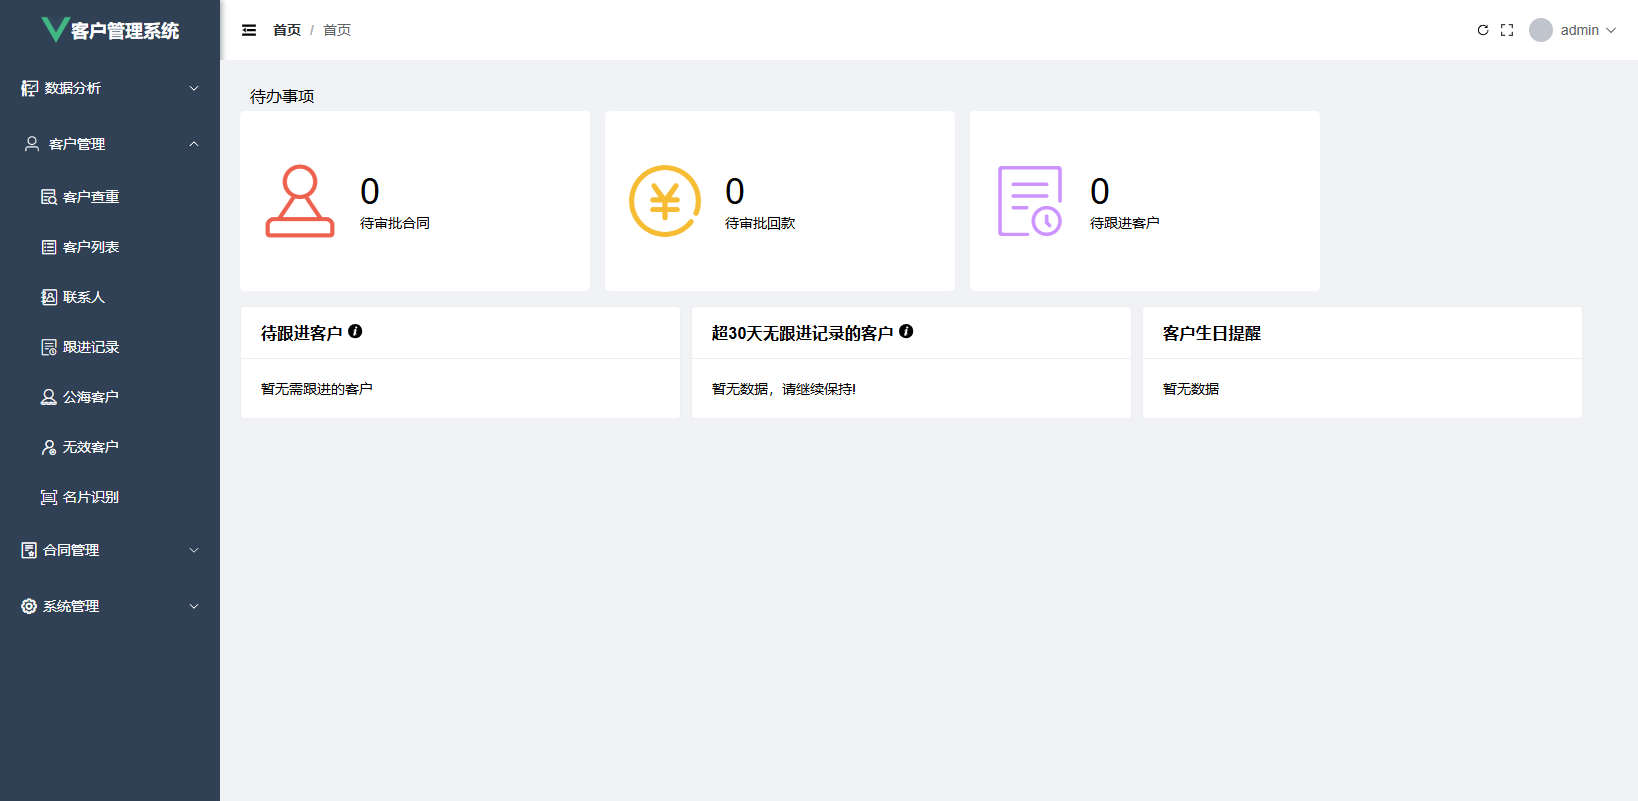 客户管理系统
首页 / 首页
admin
数据分析
客户管理
客户查重
客户列表
联系人
跟进记录
公海客户
无效客户
名片识别
合同管理
系统管理
待办事项
0
待审批合同
0
待审批回款
0
待跟进客户
待跟进客户
暂无需跟进的客户
超30天无跟进记录的客户
暂无数据，请继续保持!
客户生日提醒
暂无数据